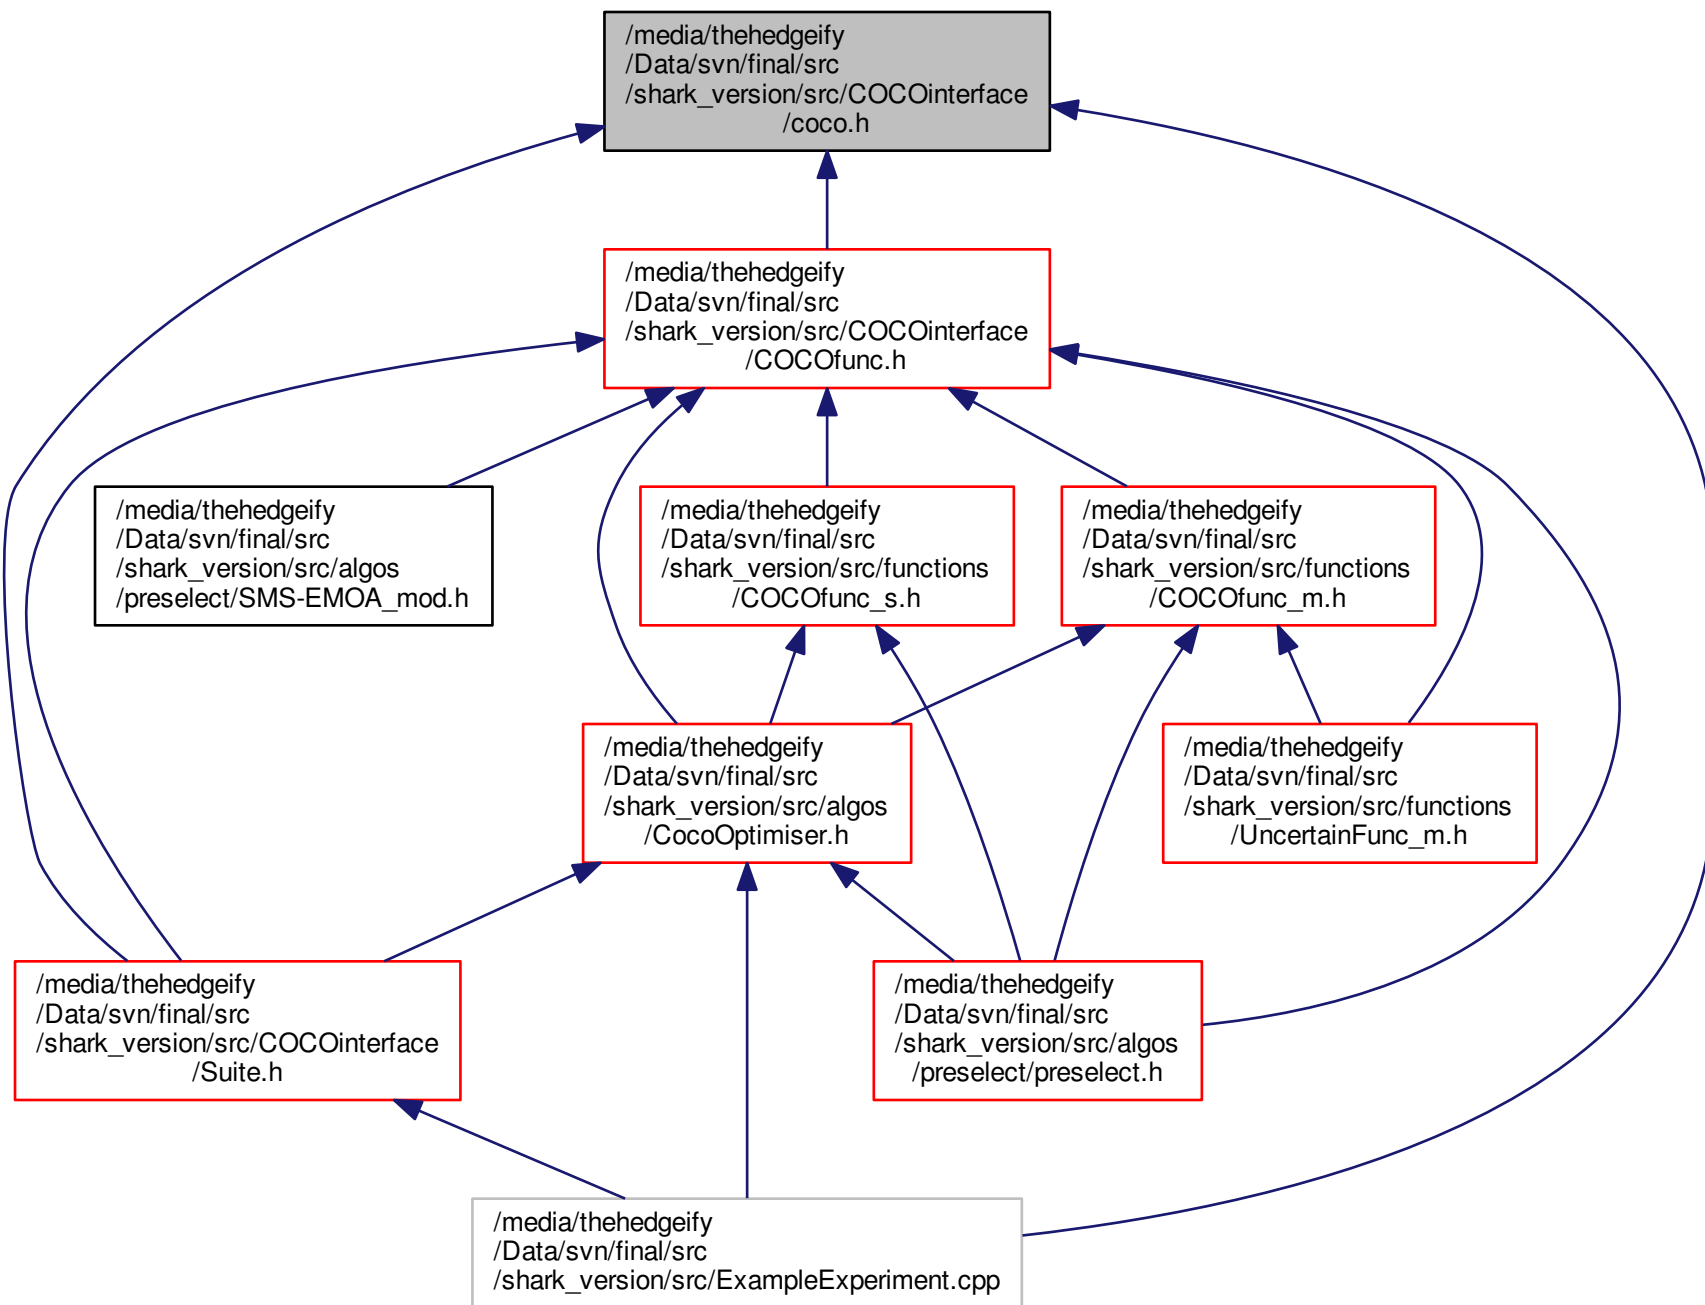 /media/thehedgeify
/Data/svn/final/src
/shark_version/src/COCOinterface
/coco.h
/media/thehedgeify
/Data/svn/final/src
/shark_version/src/COCOinterface
/COCOfunc.h
/media/thehedgeify
/Data/svn/final/src
/shark_version/src/algos
/preselect/SMS-EMOA_mod.h
/media/thehedgeify
/Data/svn/final/src
/shark_version/src/functions
/COCOfunc_s.h
/media/thehedgeify
/Data/svn/final/src
/shark_version/src/functions
/COCOfunc_m.h
/media/thehedgeify
/Data/svn/final/src
/shark_version/src/algos
/CocoOptimiser.h
/media/thehedgeify
/Data/svn/final/src
/shark_version/src/functions
/UncertainFunc_m.h
/media/thehedgeify
/Data/svn/final/src
/shark_version/src/COCOinterface
/Suite.h
/media/thehedgeify
/Data/svn/final/src
/shark_version/src/algos
/preselect/preselect.h
/media/thehedgeify
/Data/svn/final/src
/shark_version/src/ExampleExperiment.cpp